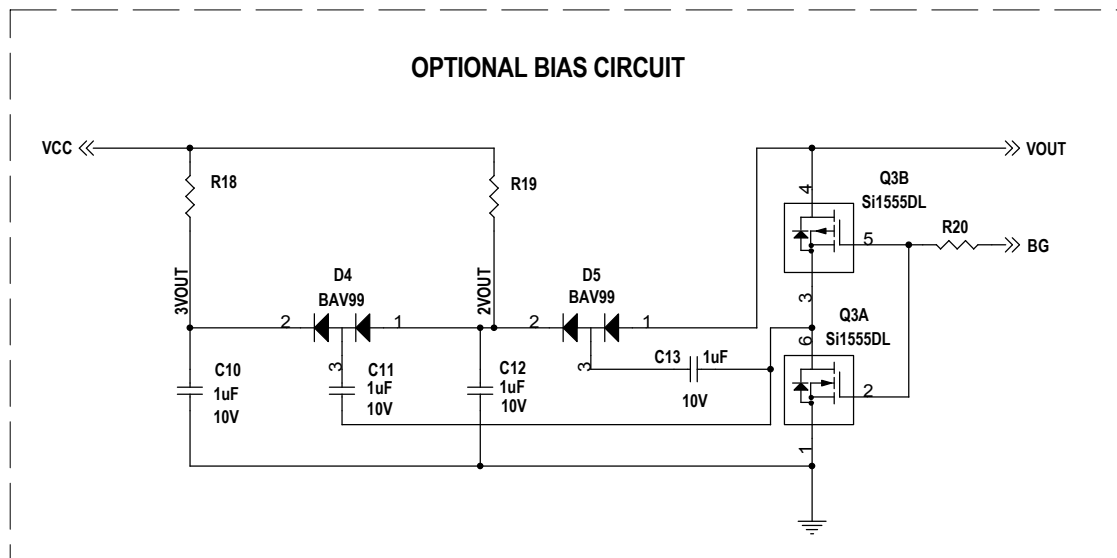 OPTIONAL BIAS CIRCUIT
VCC
VOUT
R18
R19
Q3B
Si1555DL
4
5
R20
BG
3
3VOUT
2VOUT
D4
BAV99
D5
BAV99
2
1
2
1
3
3
Q3A
Si1555DL
6
2
1
C10
1uF
10V
C11
1uF
10V
C12
1uF
10V
C13
1uF
10V